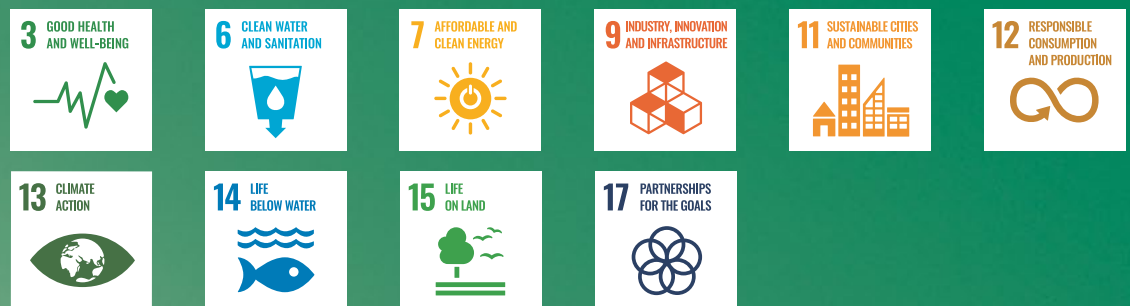 3 GOOD HEALTH
AND WELL-BEING
6 CLEAN WATER
AND SANITATION
7 AFFORDABLE AND
CLEAN ENERGY
9 INDUSTRY, INNOVATION
AND INFRASTRUCTURE
11 SUSTAINABLE CITIES
AND COMMUNITIES
12 RESPONSIBLE
CONSUMPTION
AND PRODUCTION
13 CLIMATE
ACTION
14 LIFE
BELOW WATER
15 LIFE
ON LAND
17 PARTNERSHIPS
FOR THE GOALS